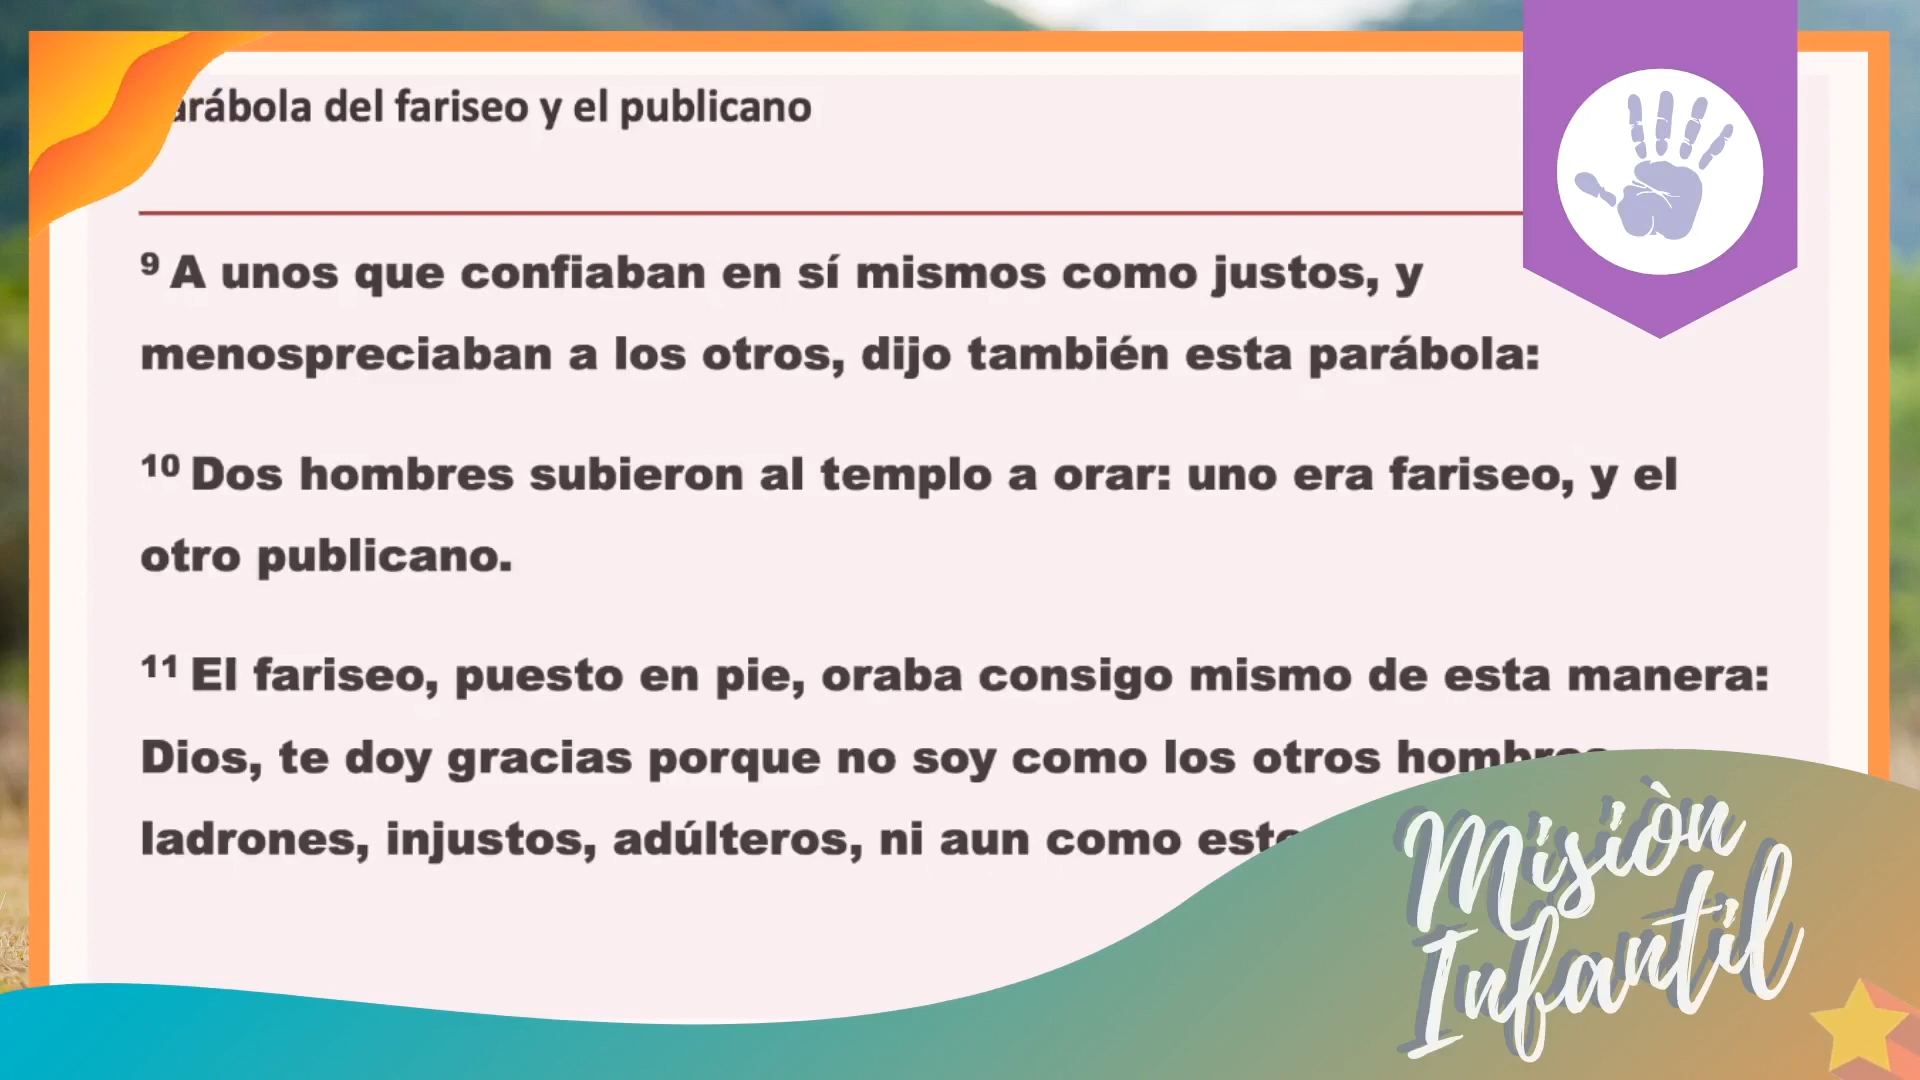 arábola del fariseo y el publicano
9 A unos que confiaban en sí mismos como justos, y
menospreciaban a los otros, dijo también esta parábola:
10 Dos hombres subieron al templo a orar: uno era fariseo, y el
otro publicano.
11 El fariseo, puesto en pie, oraba consigo mismo de esta manera:
Dios, te doy gracias porque no soy como los otros
ladrones, injustos, adúlteros, ni aun como
Misiòn
Infantil